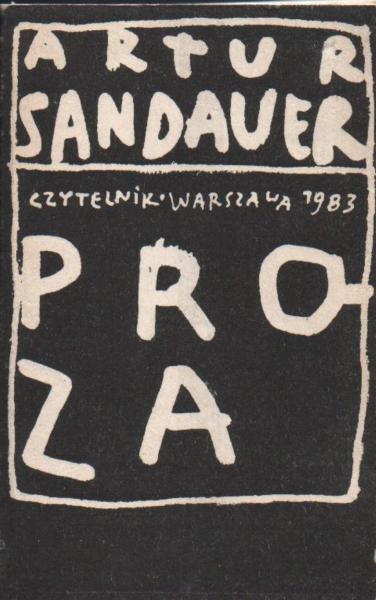 ARTUR
SANDAUER
CZYTELNIK·WARSZAWA 1983
PRO-
ZA